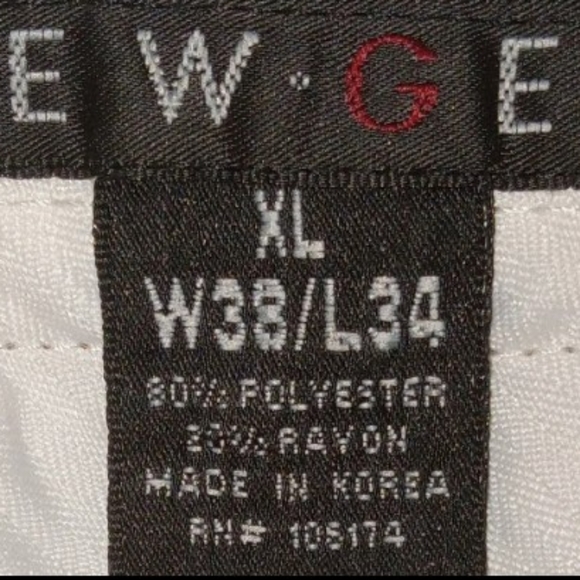 EW·GE
XL
W38/L34
80% POLYESTER
20% RAYON
MADE IN KOREA
RN# 106174